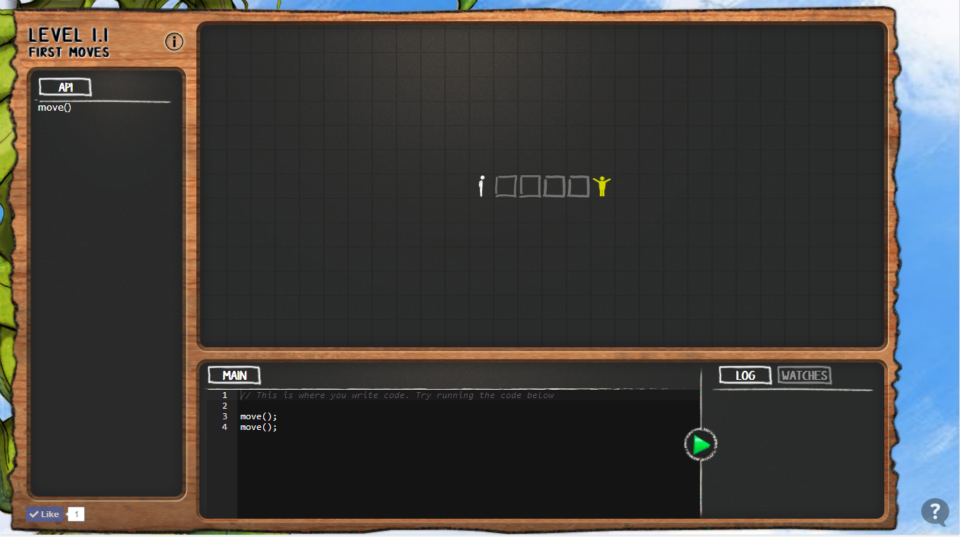 LEVEL 1.1
FIRST MOVES
i
API
move()
MAIN
1 // This is where you write code. Try running the code below
2
3 move();
4 move();
LOG WATCHES
Like 1
?